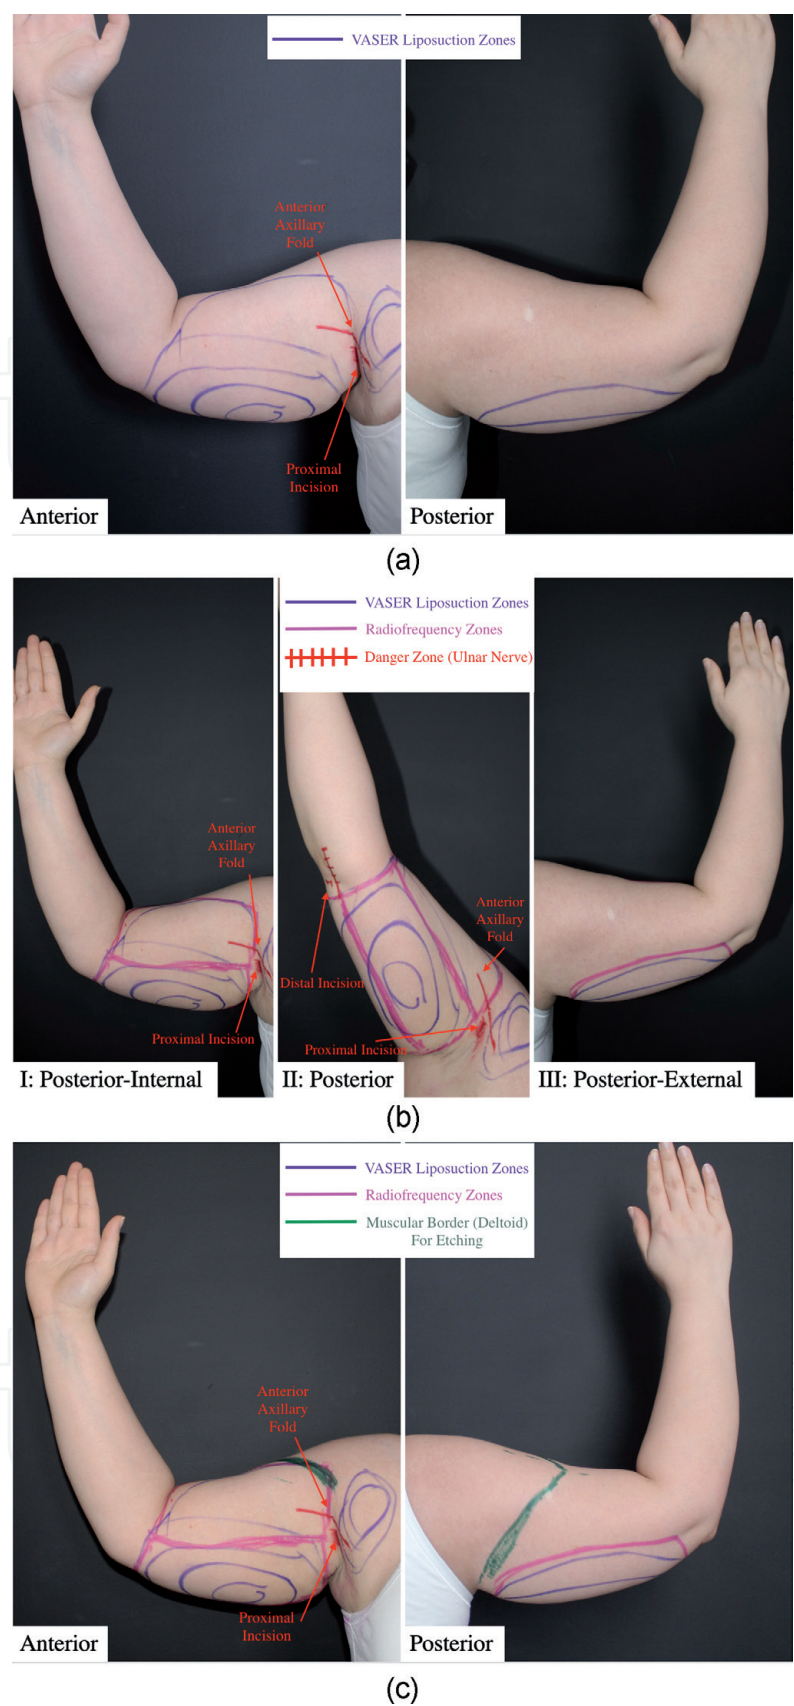 VASER Liposuction Zones
Anterior
Axillary
Fold
Proximal
Incision
Anterior
Posterior
(a)
VASER Liposuction Zones
Radiofrequency Zones
Danger Zone (Ulnar Nerve)
Anterior
Axillary
Fold
Proximal Incision
I: Posterior-Internal
Anterior
Axillary
Fold
Distal Incision
Proximal Incision
II: Posterior
III: Posterior-External
(b)
VASER Liposuction Zones
Radiofrequency Zones
Muscular Border (Deltoid)
For Etching
Anterior
Axillary
Fold
Proximal
Incision
Anterior
Posterior
(c)